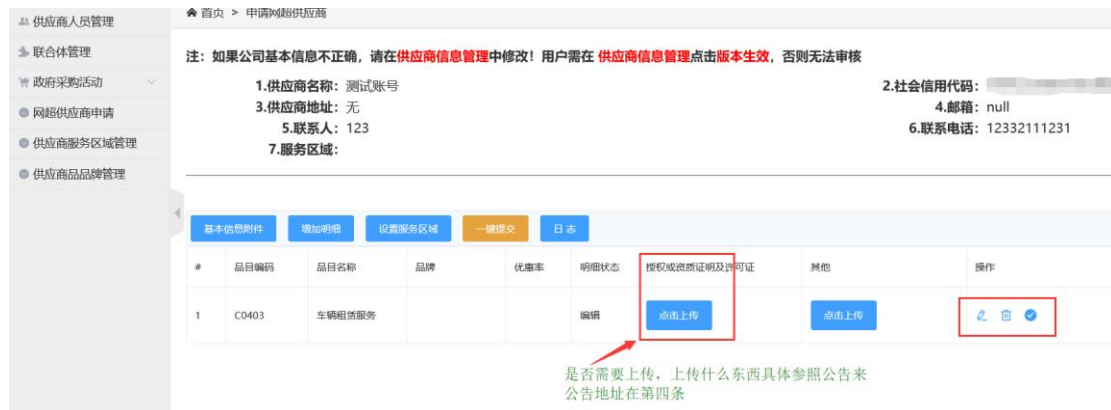 供应商人员管理
首页 > 申请网超供应商
联合体管理
注：如果公司基本信息不正确，请在供应商信息管理中修改！用户需在 供应商信息管理点击版本生效，否则无法审核
政府采购活动
1.供应商名称：测试账号
2.社会信用代码：
网超供应商申请
3.供应商地址：无
4.邮箱：null
供应商服务区域管理
5.联系人：123
6.联系电话：12332111231
7.服务区域：
供应商品品牌管理
基本信息附件 增加明细 设置服务区域 一键提交 日志
# 品目编码 品目名称 品牌 优惠率 明细状态 授权或资质证明及许可证 其他 操作
1 C0403 车辆租赁服务 编辑 点击上传 点击上传
是否需要上传，上传什么东西具体参照公告来
公告地址在第四条